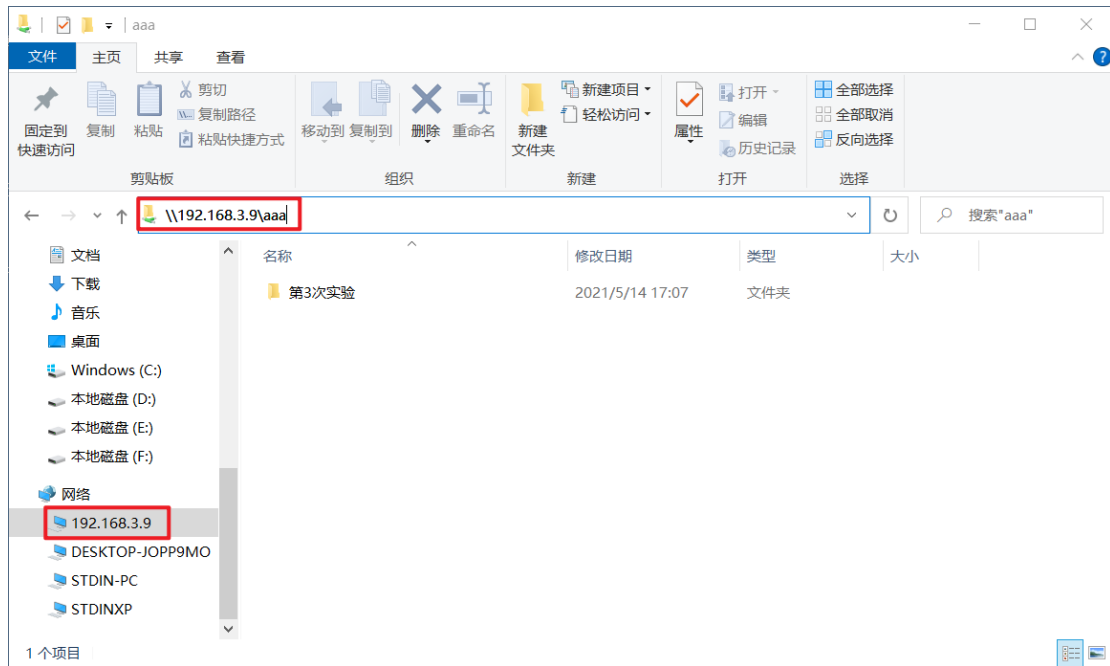 aaa
文件 主页 共享 查看
固定到
快速访问
复制
粘贴
剪切
复制路径
粘贴快捷方式
移动到 复制到
删除 重命名
新建
文件夹
新建项目
轻松访问
属性
打开
编辑
历史记录
全部选择
全部取消
反向选择
剪贴板 组织 新建 打开 选择
\\192.168.3.9\aaa
搜索"aaa"
文档
下载
音乐
桌面
Windows (C:)
本地磁盘 (D:)
本地磁盘 (E:)
本地磁盘 (F:)
网络
192.168.3.9
DESKTOP-JOPP9MO
STDIN-PC
STDINXP
名称 修改日期 类型 大小
第3次实验 2021/5/14 17:07 文件夹
1 个项目